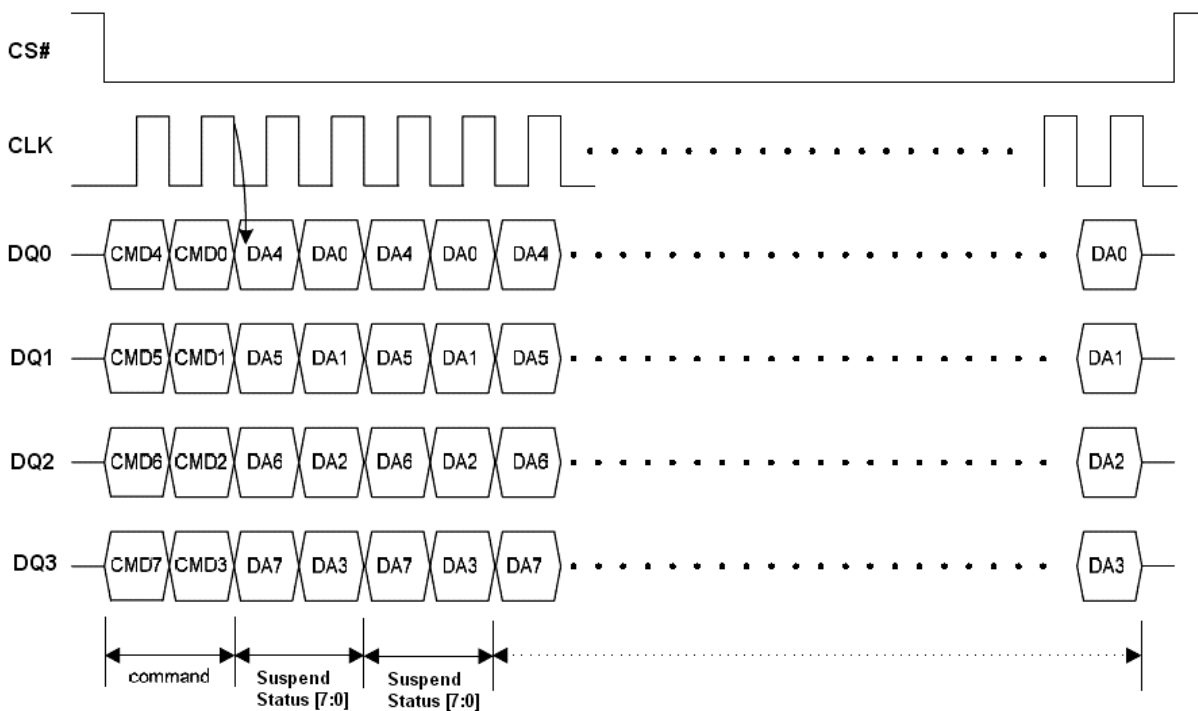 CS#
CLK
DQ0 CMD4 CMD0 DA4 DA0 DA4 DA0 DA4 DA0
DQ1 CMD5 CMD1 DA5 DA1 DA5 DA1 DA5 DA1
DQ2 CMD6 CMD2 DA6 DA2 DA6 DA2 DA6 DA2
DQ3 CMD7 CMD3 DA7 DA3 DA7 DA3 DA7 DA3
command
Suspend
Status [7:0]
Suspend
Status [7:0]